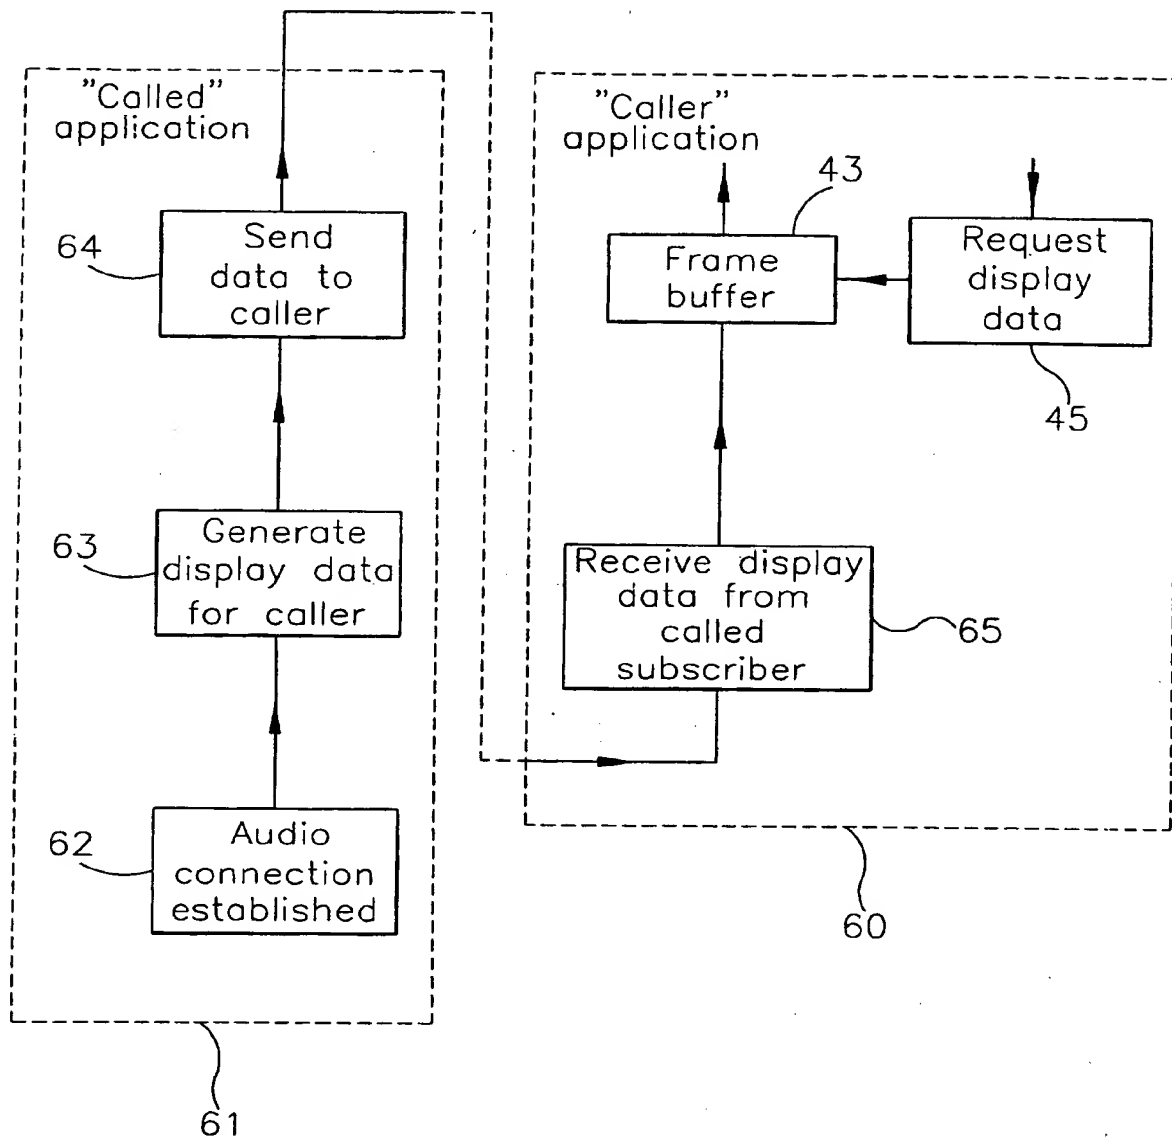 "Called"
application
64
Send
data to
caller
63
Generate
display data
for caller
62
Audio
connection
established
61
"Caller"
application
43
Frame
buffer
Request
display
data
45
Receive display
data from
called
subscriber
65
60